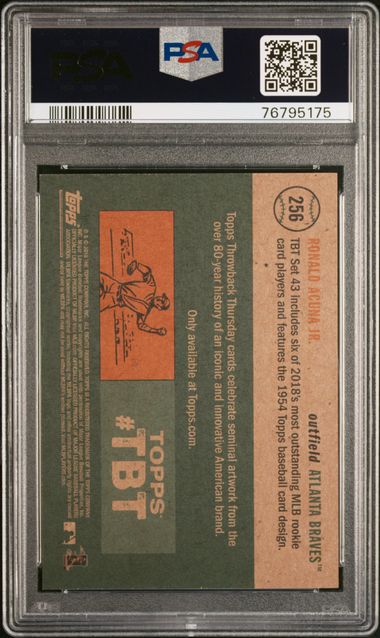 PSA
PSA
76795175
256
RONALD ACUÑA JR.
outfield ATLANTA BRAVES™
TBT Set 43 includes six of 2018's most outstanding MLB rookie
card players and features the 1954 Topps baseball card design.
Topps Throwback Thursday cards celebrate seminal artwork from the
over 80-year history of an iconic and innovative American brand.
Only available at Topps.com.
TOPPS
#TBT
TOPPS